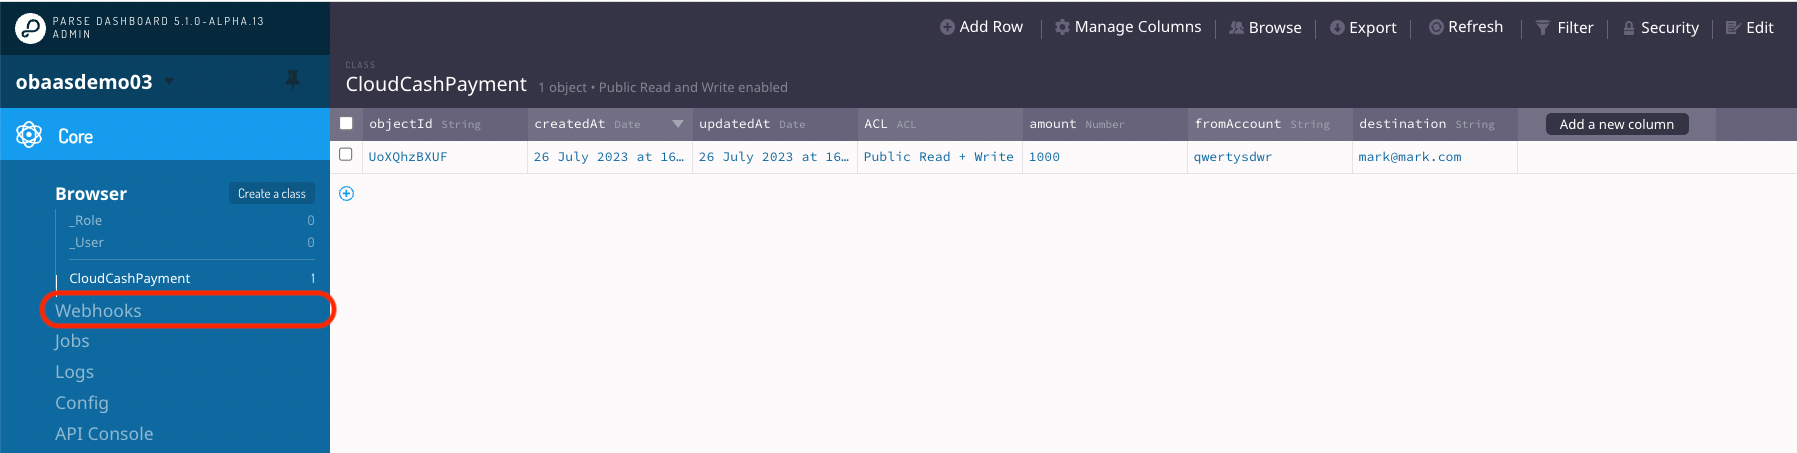 PARSE DASHBOARD 5.1.0-ALPHA.13
ADMIN
obaasdemo03
Core
Browser Create a class
_Role 0
_User 0
CloudCashPayment 1
Webhooks
Jobs
Logs
Config
API Console
Add Row Manage Columns Browse Export Refresh Filter Security Edit
CLASS
CloudCashPayment 1 object • Public Read and Write enabled
objectId String createdAt Date updatedAt Date ACL ACL amount Number fromAccount String destination String Add a new column
UoXQhzBXUF 26 July 2023 at 16… 26 July 2023 at 16… Public Read + Write 1000 qwertysdwr mark@mark.com